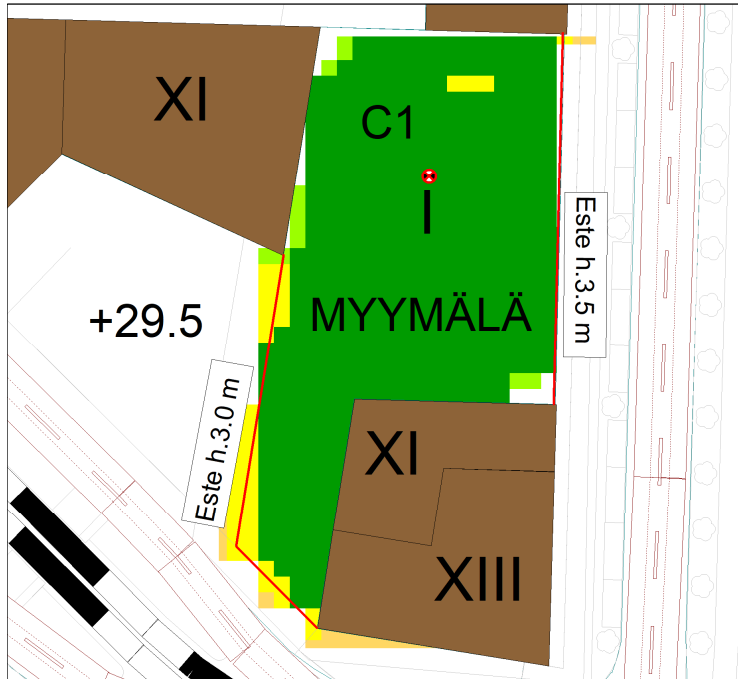 XI
C1
I
Este h.3.5 m
+29.5
MYYMÄLÄ
Este h.3.0 m
XI
XIII